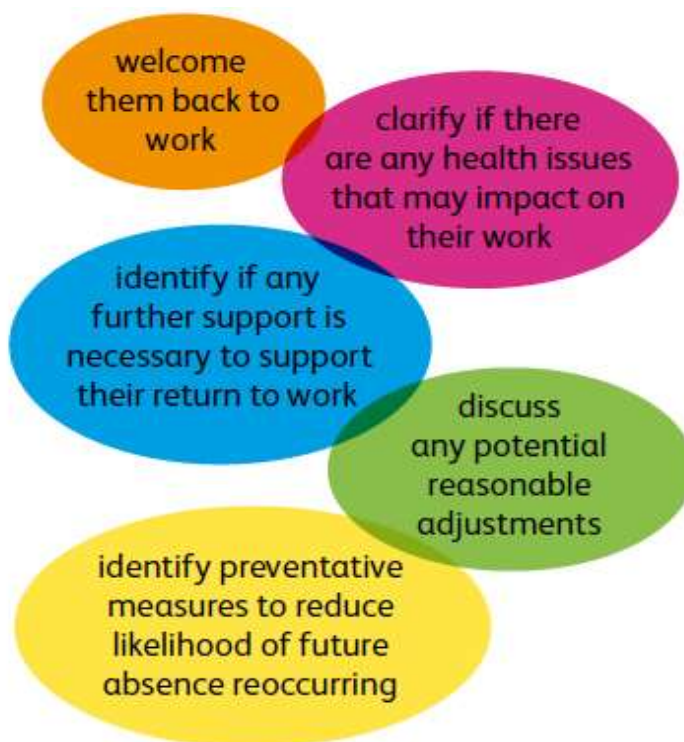 welcome
them back to
work
clarify if there
are any health issues
that may impact on
their work
identify if any
further support is
necessary to support
their return to work
discuss
any potential
reasonable
adjustments
identify preventative
measures to reduce
likelihood of future
absence reoccurring